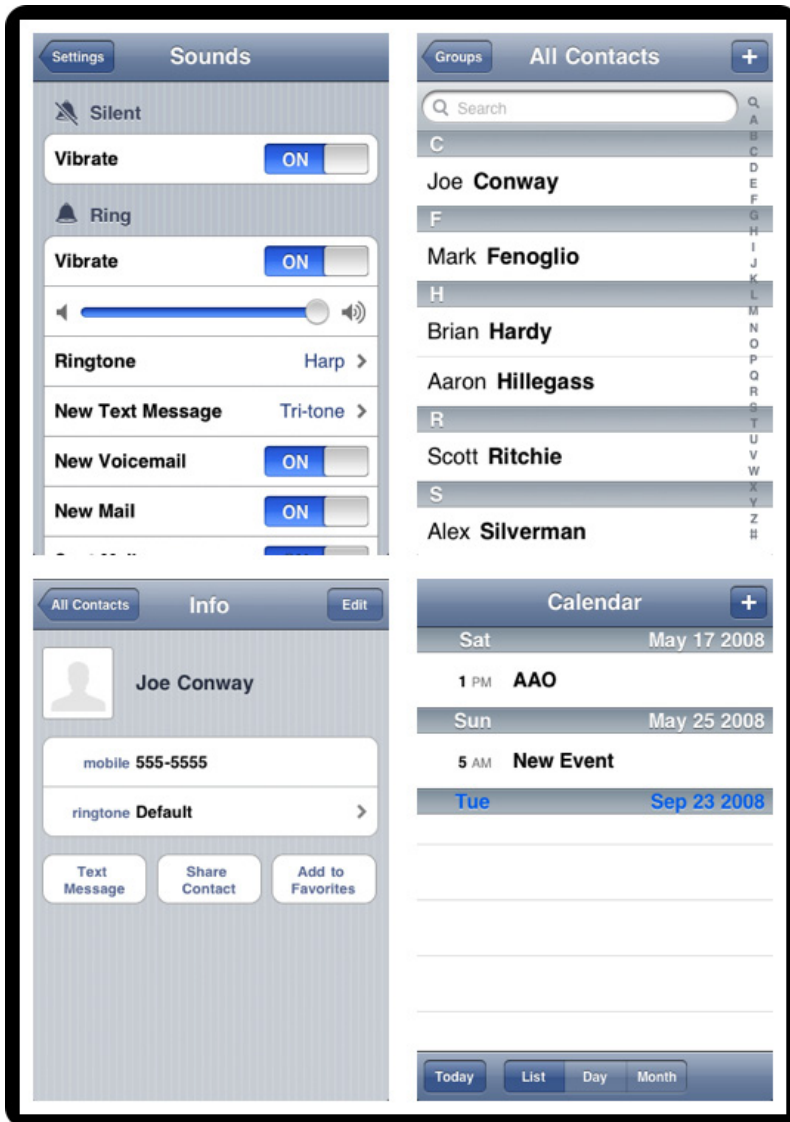 Settings Sounds
Silent
Vibrate ON
Ring
Vibrate ON
Ringtone Harp
New Text Message Tri-tone
New Voicemail ON
New Mail ON
Groups All Contacts +
Search
C
Joe Conway
F
Mark Fenoglio
H
Brian Hardy
Aaron Hillegass
R
Scott Ritchie
S
Alex Silverman
A
B
C
D
E
F
G
H
I
J
K
L
M
N
O
P
Q
R
S
T
U
V
W
X
Y
Z
#
All Contacts Info Edit
Joe Conway
mobile 555-5555
ringtone Default
Text Share Add to
Message Contact Favorites
Calendar +
Sat May 17 2008
1 PM AAO
Sun May 25 2008
5 AM New Event
Tue Sep 23 2008
Today List Day Month